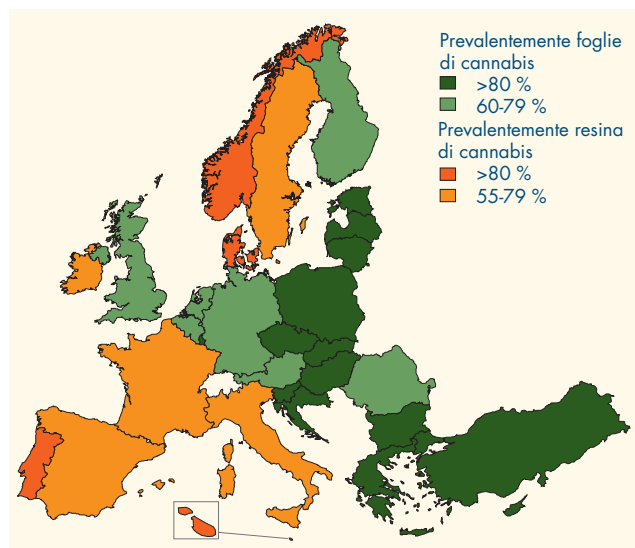 Prevalentemente foglie
di cannabis
>80 %
60-79 %
Prevalentemente resina
di cannabis
>80 %
55-79 %